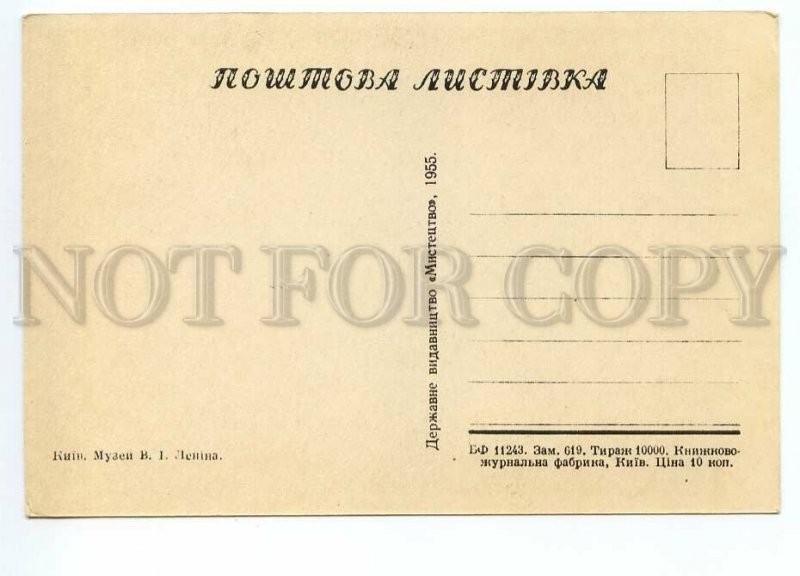 ПОШТОВА ЛИСТІВКА
Державне видавництво «Мистецтво», 1955.
NOT FOR COPY
Київ. Музей В. І. Леніна.
БФ 11243. Зам. 619. Тираж 10000. Книжково-
журнальна фабрика, Київ. Ціна 10 коп.